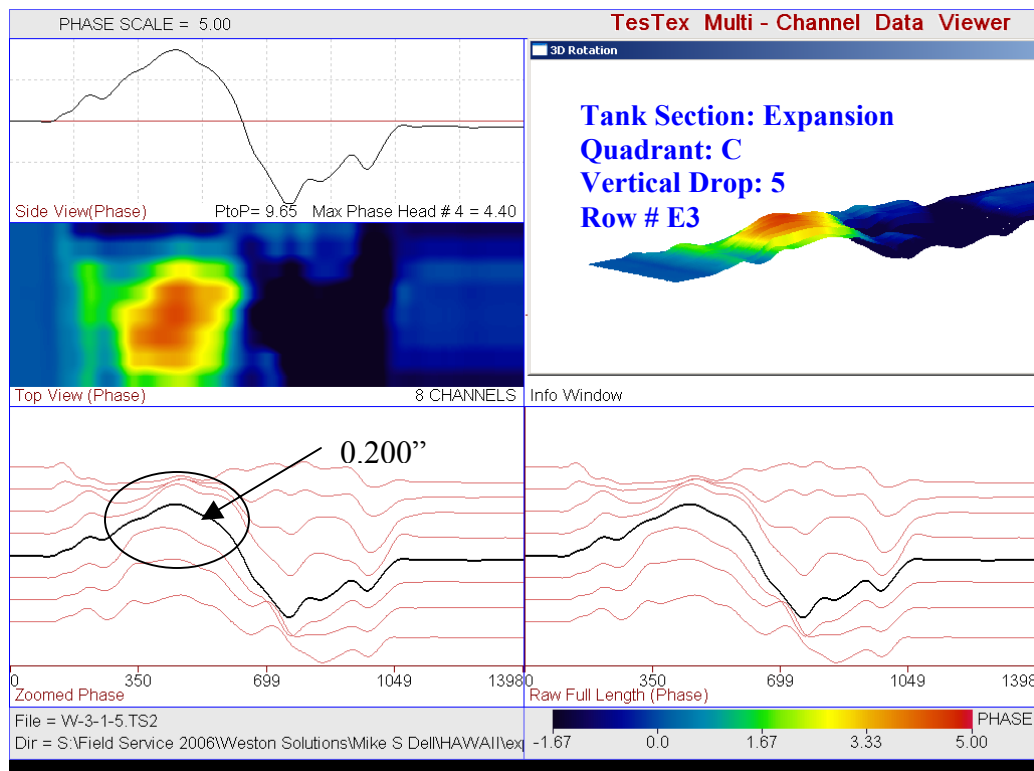 PHASE SCALE = 5.00
TesTex Multi - Channel Data Viewer
3D Rotation
Tank Section: Expansion
Quadrant: C
Vertical Drop: 5
Row # E3
Side View(Phase) PtoP= 9.65 Max Phase Head # 4 = 4.40
Top View (Phase) 8 CHANNELS
Info Window
0.200”
0 350 699 1049 1398
Zoomed Phase
0 350 699 1049 1398
Raw Full Length (Phase)
File = W-3-1-5.TS2
Dir = S:\Field Service 2006\Weston Solutions\Mike S Dell\HAWAII\exp
PHASE
-1.67 0.0 1.67 3.33 5.00